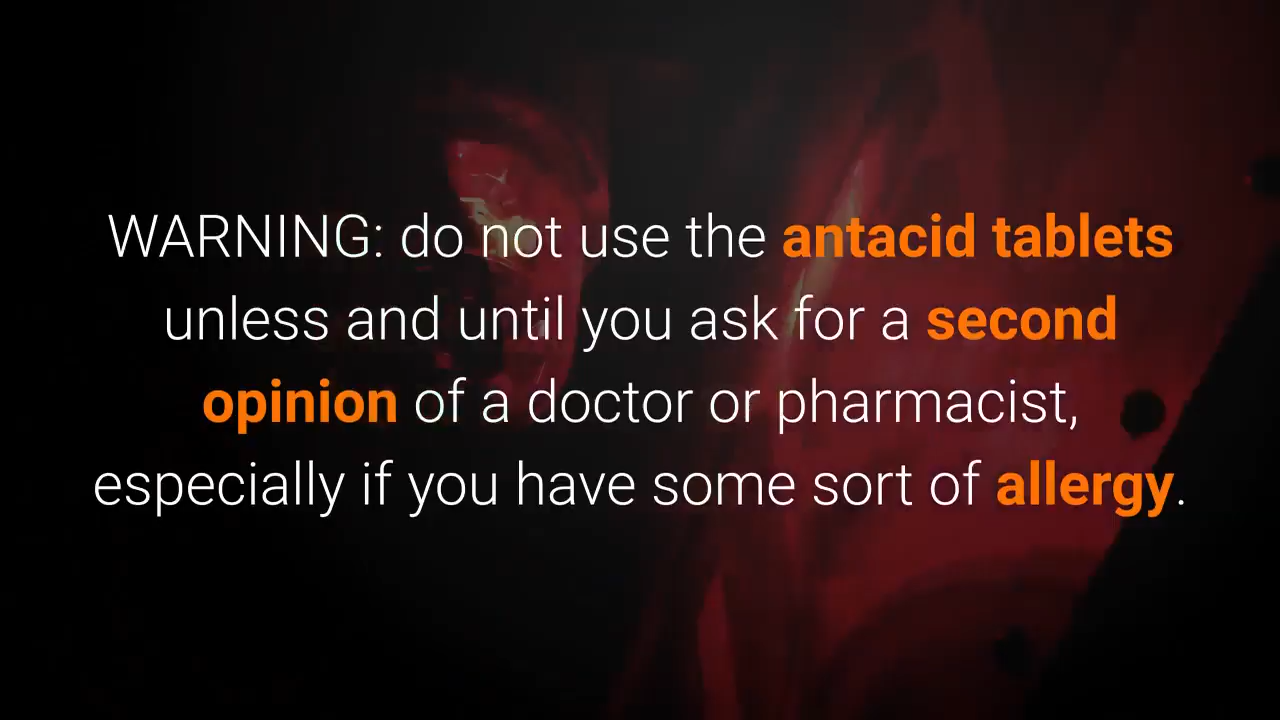 WARNING: do not use the antacid tablets
unless and until you ask for a second
opinion of a doctor or pharmacist,
especially if you have some sort of allergy.